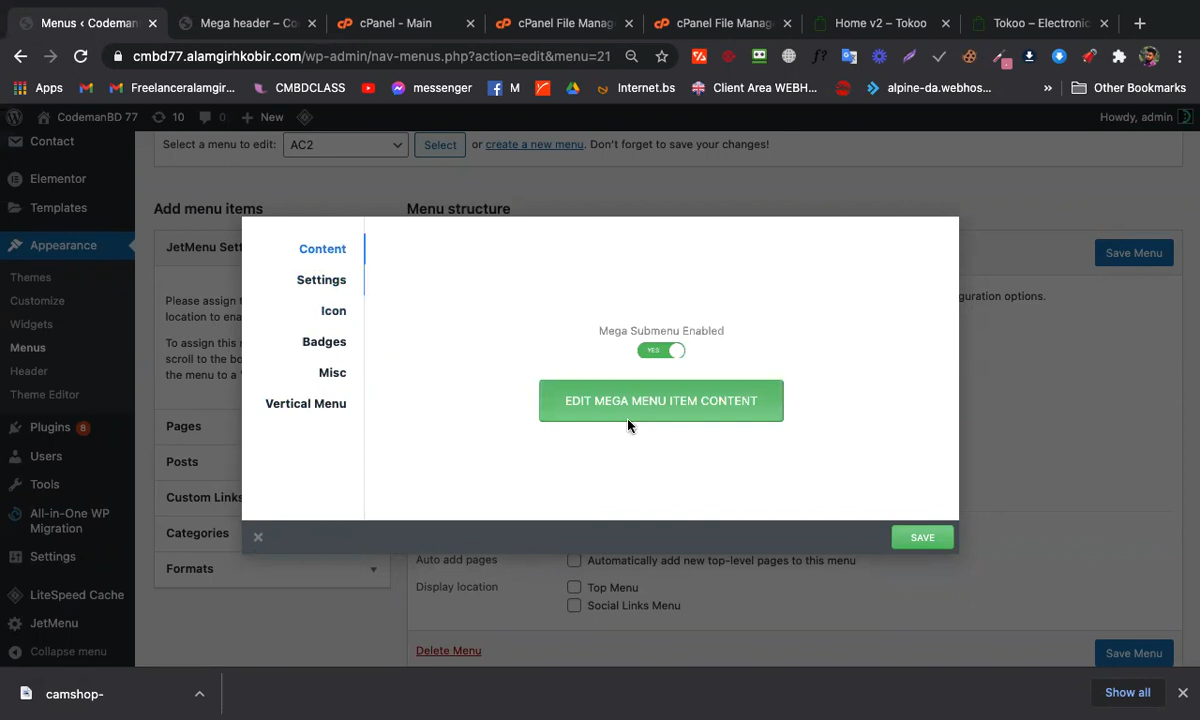 Menus ‹ Codeman
Mega header – Co
cPanel - Main
cPanel File Manag
cPanel File Manag
Home v2 – Tokoo
Tokoo – Electronic
cmbd77.alamgirhkobir.com/wp-admin/nav-menus.php?action=edit&menu=21
Apps
Freelanceralamgir...
CMBDCLASS
messenger
M
Internet.bs
Client Area WEBH...
alpine-da.webhos...
»
Other Bookmarks
CodemanBD 77
10
0
New
Howdy, admin
Contact
Elementor
Templates
Appearance
Themes
Customize
Widgets
Menus
Header
Theme Editor
Plugins 8
Users
Tools
All-in-One WP
Migration
Settings
LiteSpeed Cache
JetMenu
Collapse menu
Select a menu to edit: AC2 Select or create a new menu. Don't forget to save your changes!
Add menu items
Menu structure
JetMenu Sett
Save Menu
Please assign t
location to ena
guration options.
To assign this
scroll to the bo
the menu to a '
Pages
Posts
Custom Links
Categories
Formats
Content
Settings
Icon
Badges
Misc
Vertical Menu
Mega Submenu Enabled
YES
EDIT MEGA MENU ITEM CONTENT
SAVE
Auto add pages
Automatically add new top-level pages to this menu
Display location
Top Menu
Social Links Menu
Delete Menu
Save Menu
camshop-
Show all